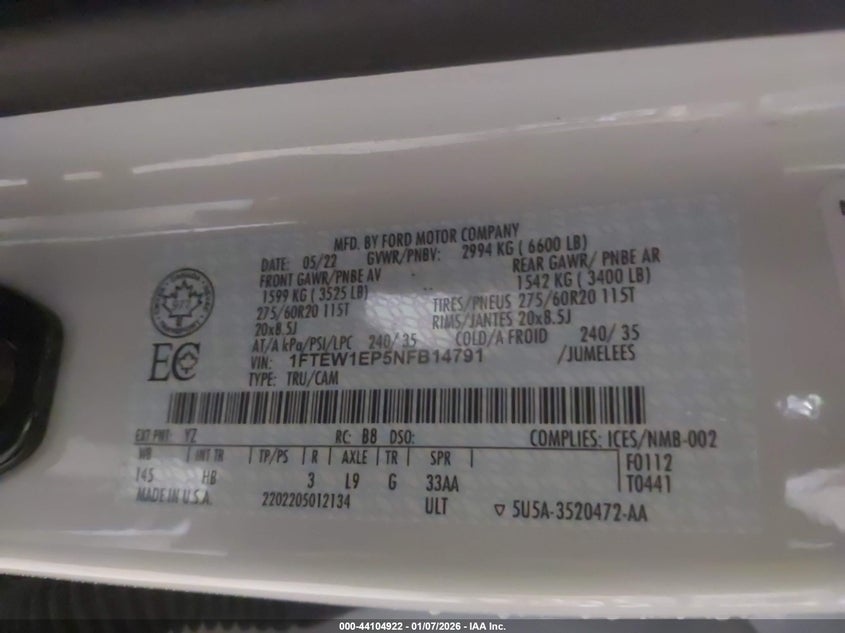 MFD. BY FORD MOTOR COMPANY
DATE: 05/22 GVWR/PNBV: 2994 KG ( 6600 LB)
FRONT GAWR/PNBE AV REAR GAWR/ PNBE AR
1599 KG ( 3525 LB) 1542 KG ( 3400 LB)
275/60R20 115T TIRES/PNEUS 275/60R20 115T
20x8.5J RIMS/JANTES 20x8.5J
AT/A kPa/PSI/LPC 240/ 35 COLD/A FROID 240/ 35
VIN: 1FTEW1EP5NFB14791 /JUMELEES
TYPE: TRU/CAM
EC
EXT PNT: YZ RC: B8 DSO: COMPLIES: ICES/NMB-002
WB INT TR TP/PS R AXLE TR SPR F0112
145 HB 3 L9 G 33AA T0441
MADE IN U.S.A. 2202205012134 ULT ▽ 5U5A-3520472-AA
000-44104922 - 01/07/2026 - IAA Inc.